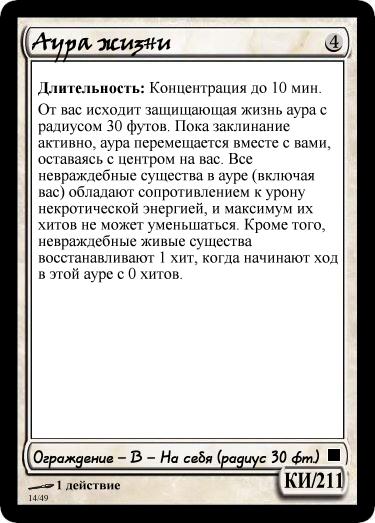 Аура жизни 4
Длительность: Концентрация до 10 мин.
От вас исходит защищающая жизнь аура с
радиусом 30 футов. Пока заклинание
активно, аура перемещается вместе с вами,
оставаясь с центром на вас. Все
невраждебные существа в ауре (включая
вас) обладают сопротивлением к урону
некротической энергией, и максимум их
хитов не может уменьшаться. Кроме того,
невраждебные живые существа
восстанавливают 1 хит, когда начинают ход
в этой ауре с 0 хитов.
Ограждение – В – На себя (радиус 30 фт.)
КИ/211
1 действие
14/49